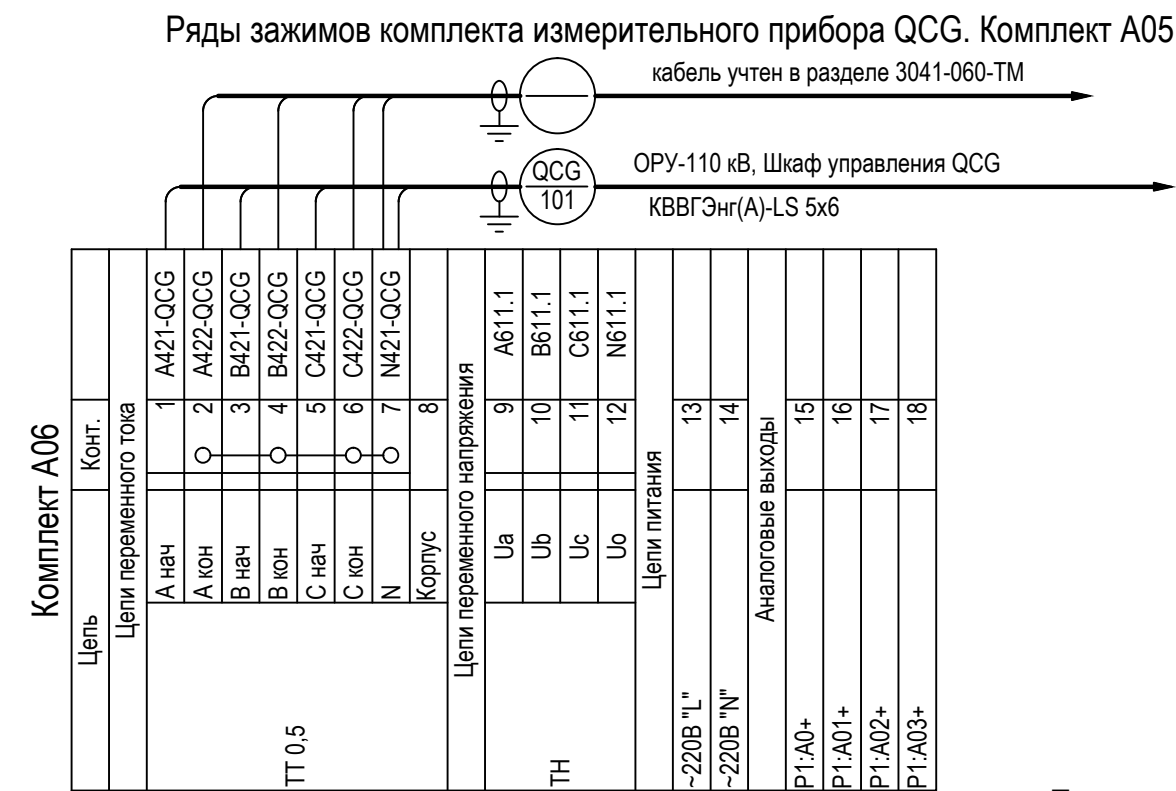 Ряды зажимов комплекта измерительного прибора QCG. Комплект А05
кабель учтен в разделе 3041-060-ТМ
QCG
101
ОРУ-110 кВ, Шкаф управления QCG
КВВГЭнг(А)-LS 5х6
Комплект А06
Цепь
Конт.
Цепи переменного тока
ТТ 0,5
А нач
1
A421-QCG
А кон
2
A422-QCG
В нач
3
B421-QCG
В кон
4
B422-QCG
С нач
5
C421-QCG
С кон
6
C422-QCG
N
7
N421-QCG
Корпус
8
Цепи переменного напряжения
ТН
Ua
9
A611.1
Ub
10
B611.1
Uc
11
C611.1
Uo
12
N611.1
Цепи питания
~220В "L"
13
~220В "N"
14
Аналоговые выходы
P1:A0+
15
P1:A01+
16
P1:A02+
17
P1:A03+
18